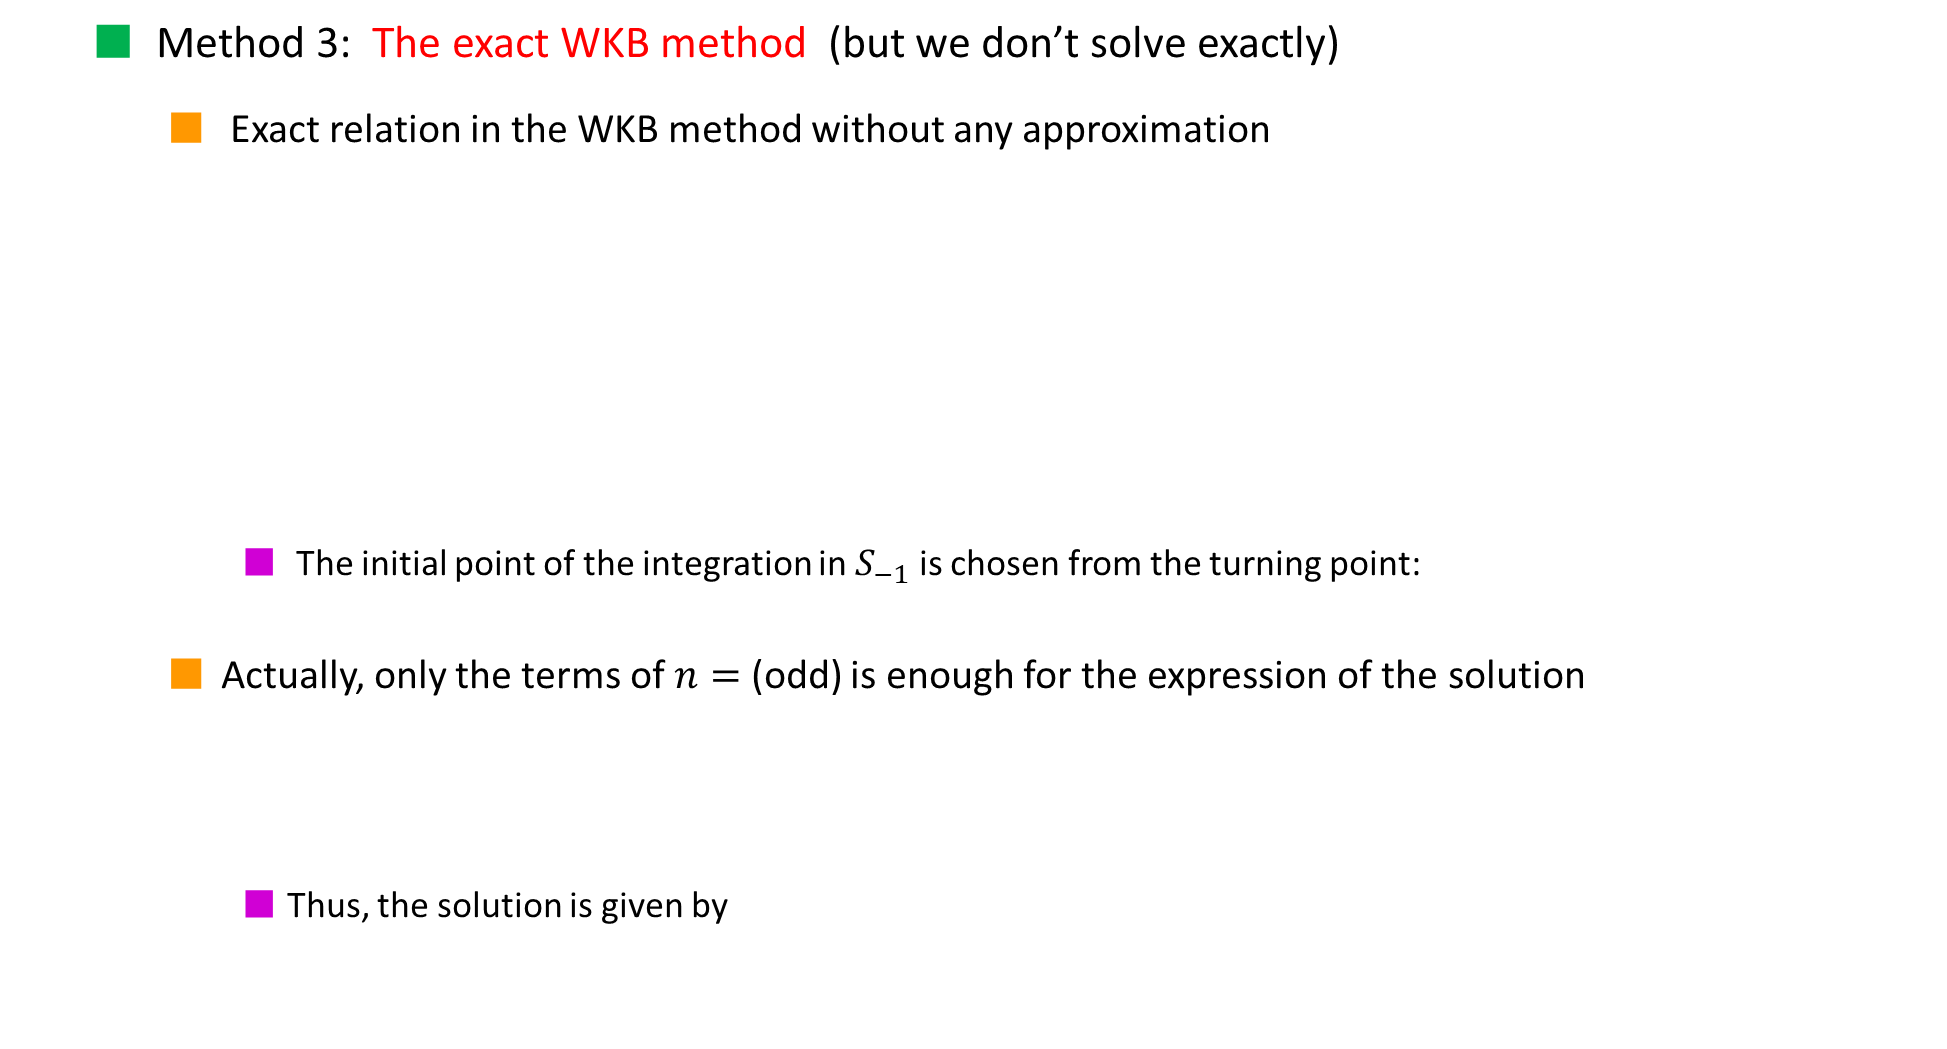 Method 3: The exact WKB method (but we don’t solve exactly)
Exact relation in the WKB method without any approximation
The initial point of the integration in S₋₁ is chosen from the turning point:
Actually, only the terms of n = (odd) is enough for the expression of the solution
Thus, the solution is given by